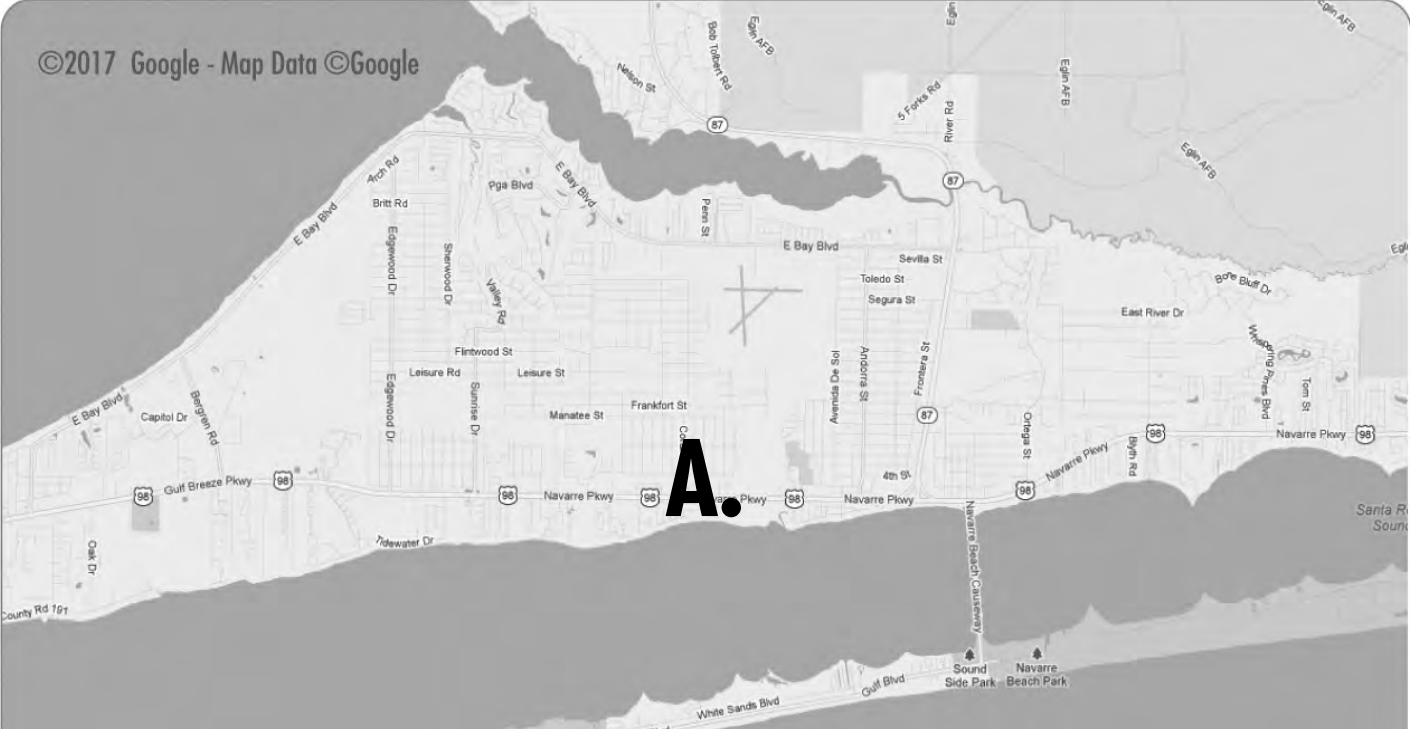 ©2017 Google - Map Data ©Google
Nelson St
Bob Tolbert Rd
Eglin AFB
Eglin
Eglin AFB
Eglin AFB
5 Forks Rd
River Rd
87
Arch Rd
Pga Blvd
E Bay Blvd
Eglin AFB
87
Britt Rd
Penn St
E Bay Blvd
Edgewood Dr
Sherwood Dr
E Bay Blvd
Sevilla St
Toledo St
Segura St
Valley Rd
Bone Bluff Dr
Egl
East River Dr
Flintwood St
Leisure Rd
Leisure St
Avenida De Sol
Andorra St
Frontera St
Whispering Pines Blvd
Tom St
E Bay Blvd
Capitol Dr
Bergren Rd
Edgewood Dr
Sunrise Dr
Manatee St
Frankfort St
87
Ortega St
98
Navarre Pkwy
98
Blyth Rd
Navarre Pkwy
A.
4th St
98
Gulf Breeze Pkwy
98
98
Navarre Pkwy
98
Pkwy
98
Navarre Pkwy
98
Santa R
Soun
Oak Dr
Tidewater Dr
Navarre Beach Causeway
County Rd 191
Sound
Side Park
Navarre
Beach Park
Gulf Blvd
White Sands Blvd